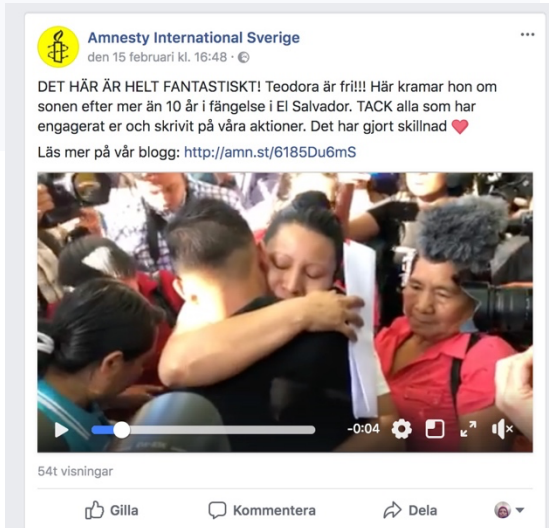 Amnesty International Sverige
den 15 februari kl. 16:48 ·
DET HÄR ÄR HELT FANTASTISKT! Teodora är fri!!! Här kramar hon om
sonen efter mer än 10 år i fängelse i El Salvador. TACK alla som har
engagerat er och skrivit på våra aktioner. Det har gjort skillnad ❤
Läs mer på vår blogg: http://amn.st/6185Du6mS
-0:04
54t visningar
Gilla Kommentera Dela